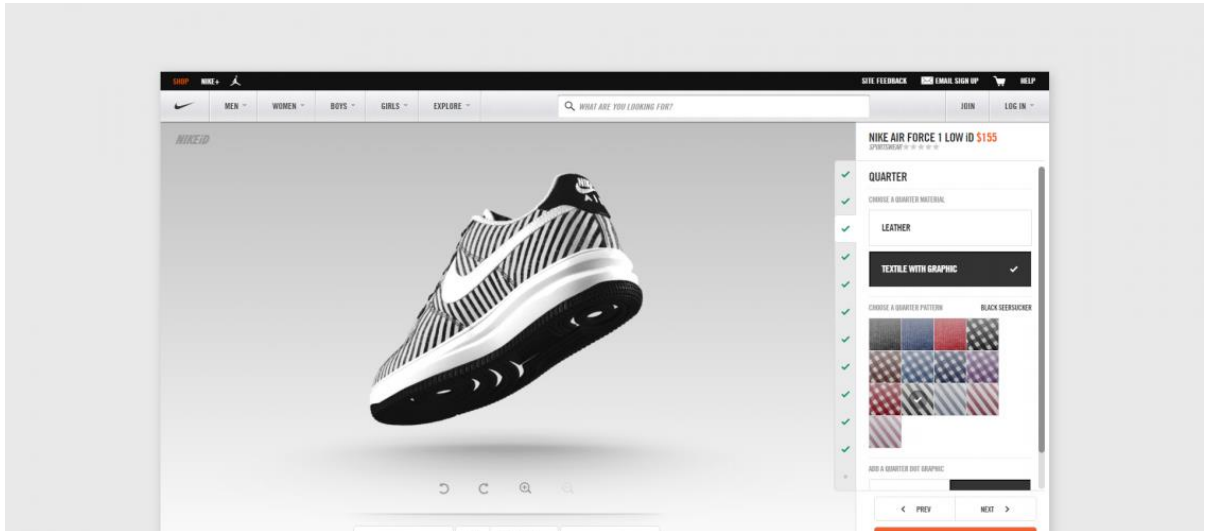 SHOP NIKE+ SITE FEEDBACK EMAIL SIGN UP HELP
MEN WOMEN BOYS GIRLS EXPLORE WHAT ARE YOU LOOKING FOR? JOIN LOG IN
NIKEiD
NIKE AIR FORCE 1 LOW iD $155
SPORTSWEAR
QUARTER
CHOOSE A QUARTER MATERIAL
LEATHER
TEXTILE WITH GRAPHIC
CHOOSE A QUARTER PATTERN BLACK SEERSUCKER
NIKE
AIR
ADD A QUARTER DOT GRAPHIC
PREV NEXT